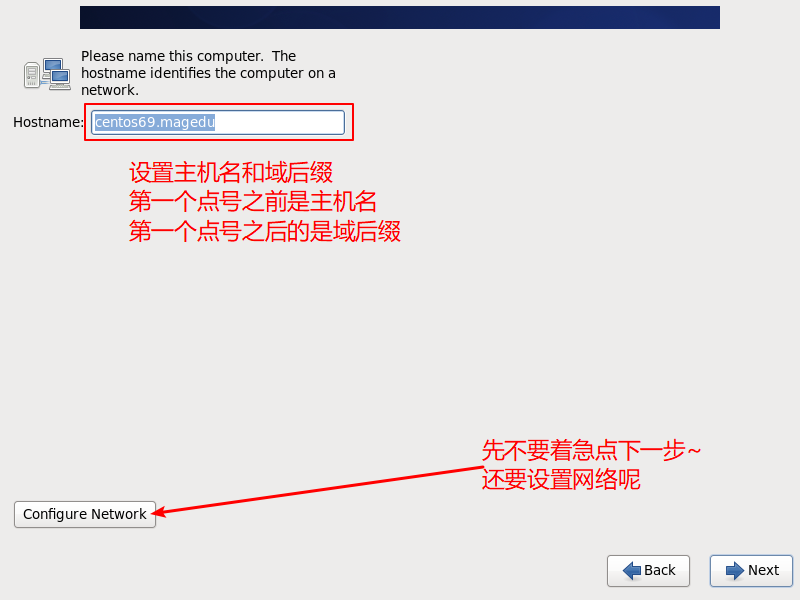 Please name this computer.  The
hostname identifies the computer on a
network.
Hostname: centos69.magedu
设置主机名和域后缀
第一个点号之前是主机名
第一个点号之后的是域后缀
先不要着急点下一步~
还要设置网络呢
Configure Network
Back
Next